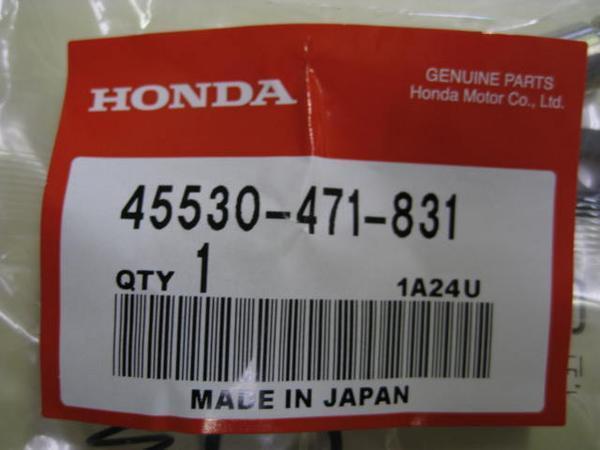 HONDA
GENUINE PARTS
Honda Motor Co., Ltd.
45530-471-831
QTY 1 1A24U
MADE IN JAPAN